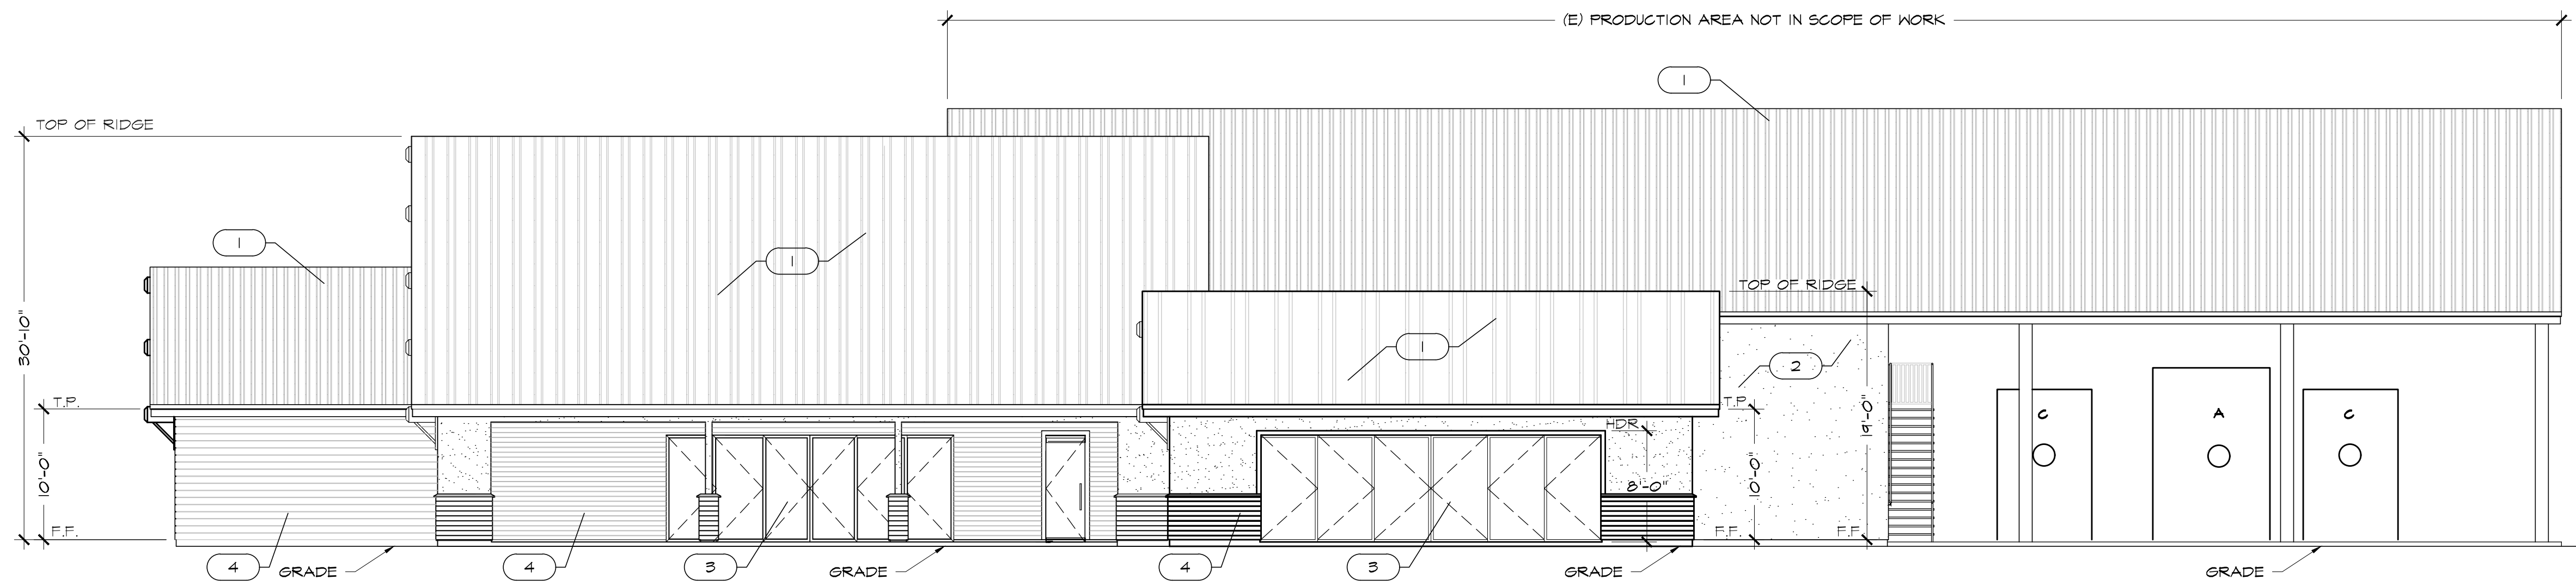 (E) PRODUCTION AREA NOT IN SCOPE OF WORK
1
TOP OF RIDGE
1
1
TOP OF RIDGE
30'-10"
1
2
T.P.
T.P.
19'-0"
HDR
C
A
C
10'-0"
8'-0"
10'-0"
F.F.
F.F.
F.F.
4
GRADE
4
3
GRADE
4
3
GRADE
GRADE